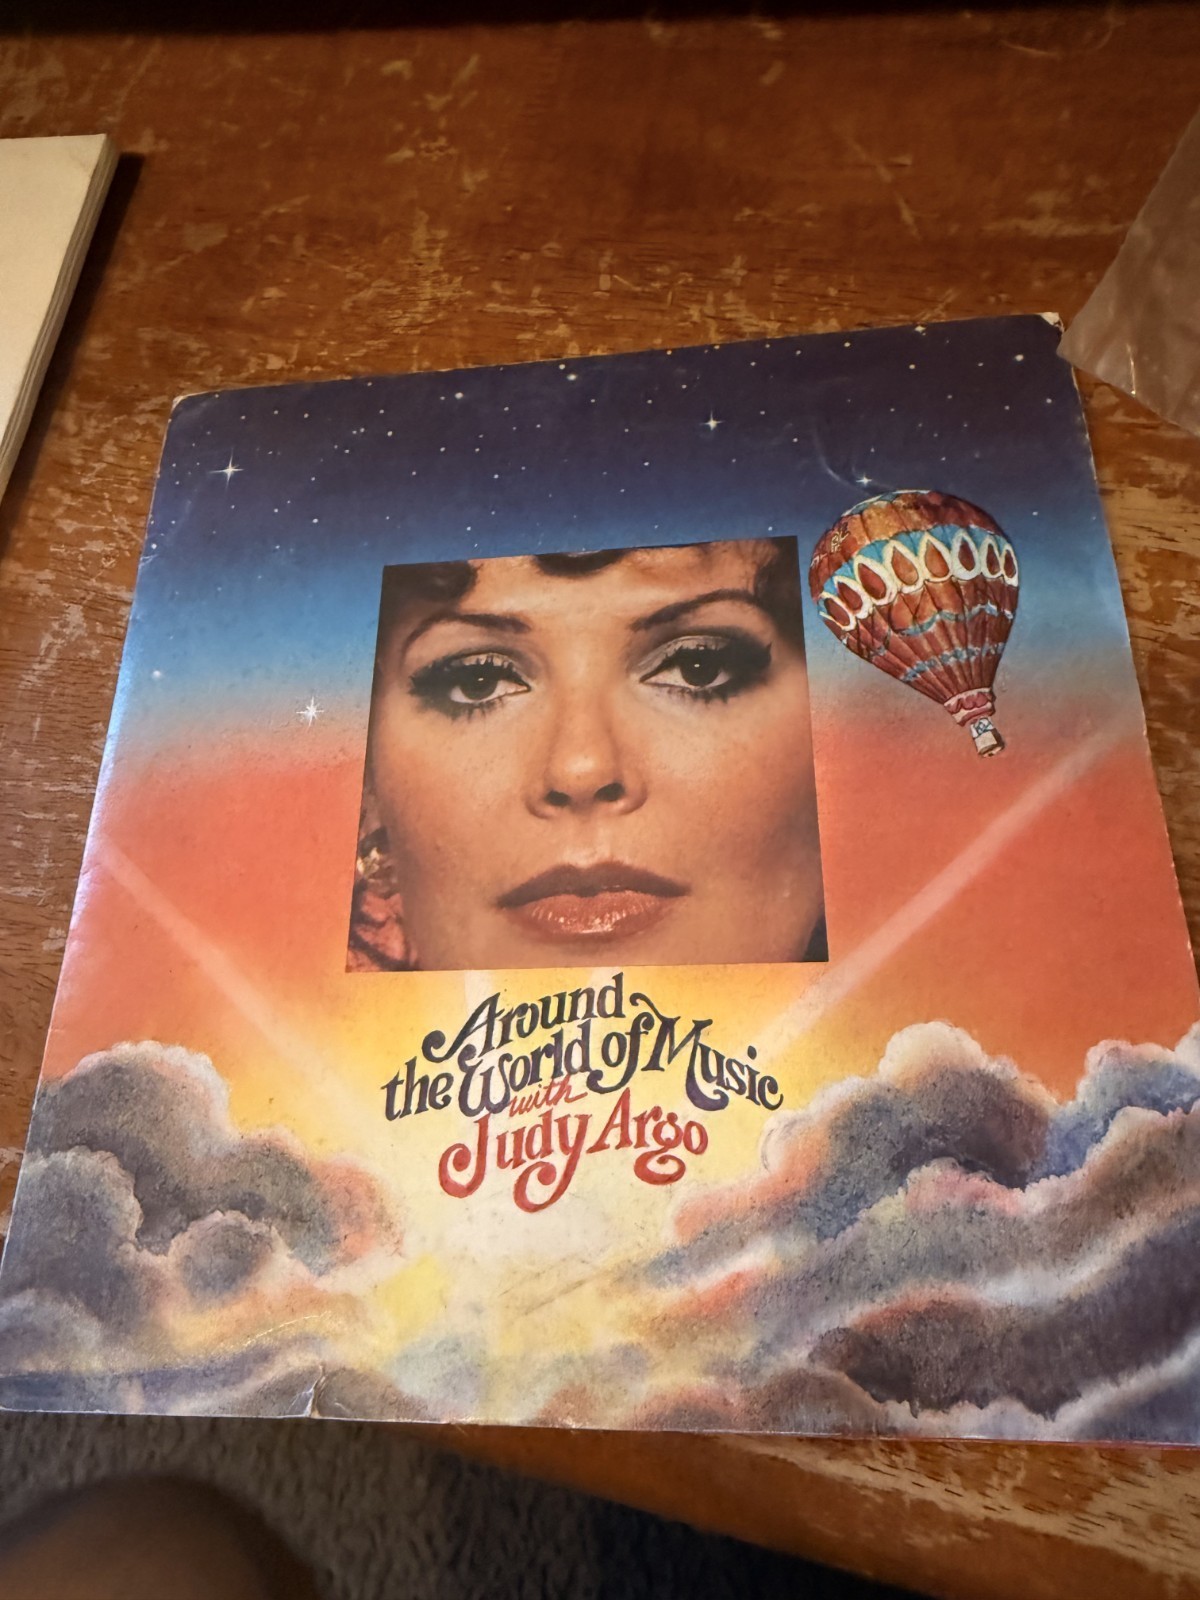 Around
the World of Music
with
Judy Argo